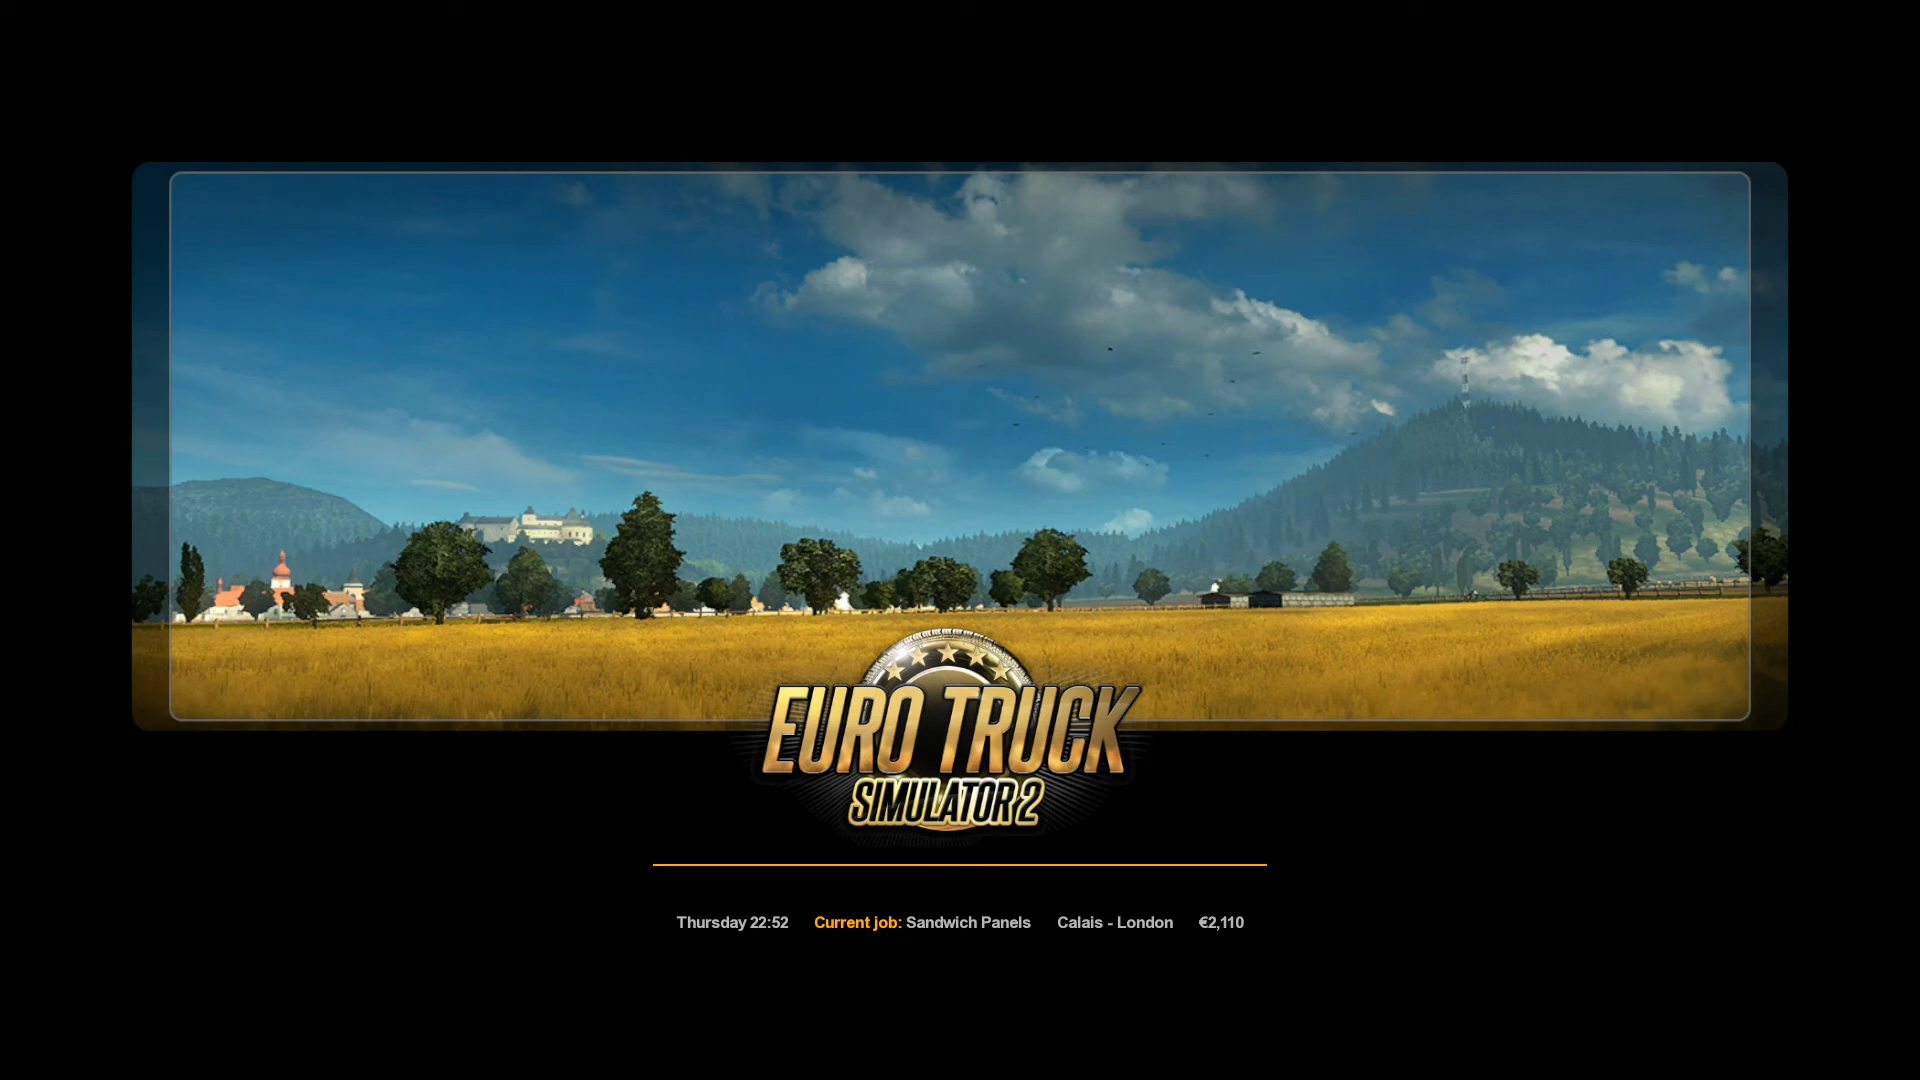 EURO TRUCK
SIMULATOR 2
Thursday 22:52 Current job: Sandwich Panels Calais - London €2,110